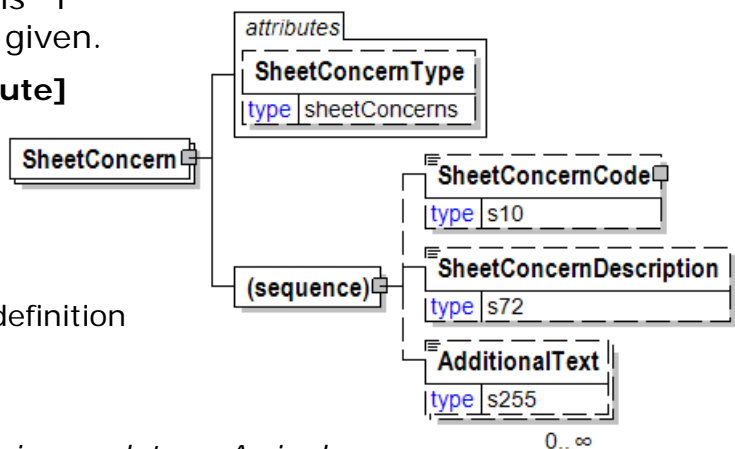 given.
ute]
attributes
SheetConcernType
type sheetConcerns
SheetConcern
SheetConcernCode
type s10
(sequence)
SheetConcernDescription
type s72
definition
AdditionalText
type s255
0..∞